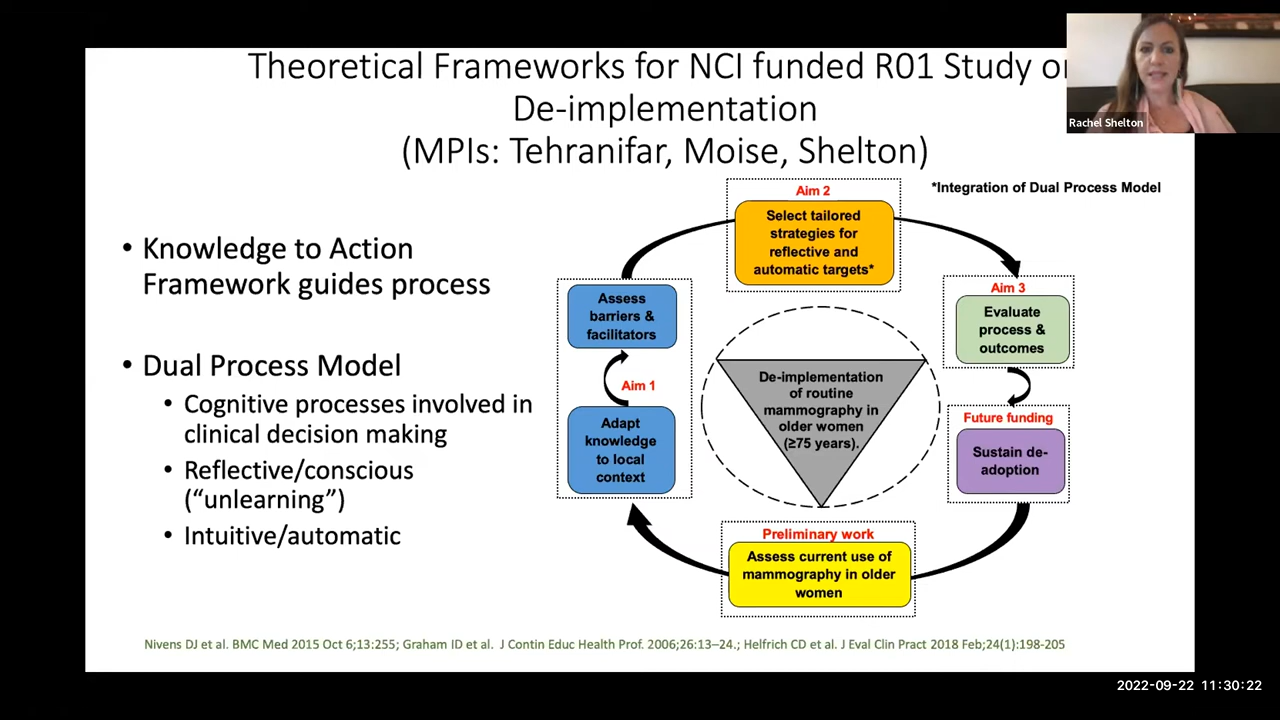 Theoretical Frameworks for NCI funded R01 Study
De-implementation
(MPIs: Tehranifar, Moise, Shelton)
Rachel Shelton
• Knowledge to Action
Framework guides process
• Dual Process Model
• Cognitive processes involved in
clinical decision making
• Reflective/conscious
("unlearning")
• Intuitive/automatic
*Integration of Dual Process Model
Aim 2
Select tailored
strategies for
reflective and
automatic targets*
Assess
barriers &
facilitators
Aim 1
Adapt
knowledge
to local
context
Aim 3
Evaluate
process &
outcomes
De-implementation
of routine
mammography in
older women
(≥75 years).
Future funding
Sustain de-
adoption
Preliminary work
Assess current use of
mammography in older
women
Nivens DJ et al. BMC Med 2015 Oct 6;13:255; Graham ID et al. J Contin Educ Health Prof. 2006;26:13–24.; Helfrich CD et al. J Eval Clin Pract 2018 Feb;24(1):198-205
2022-09-22 11:30:22